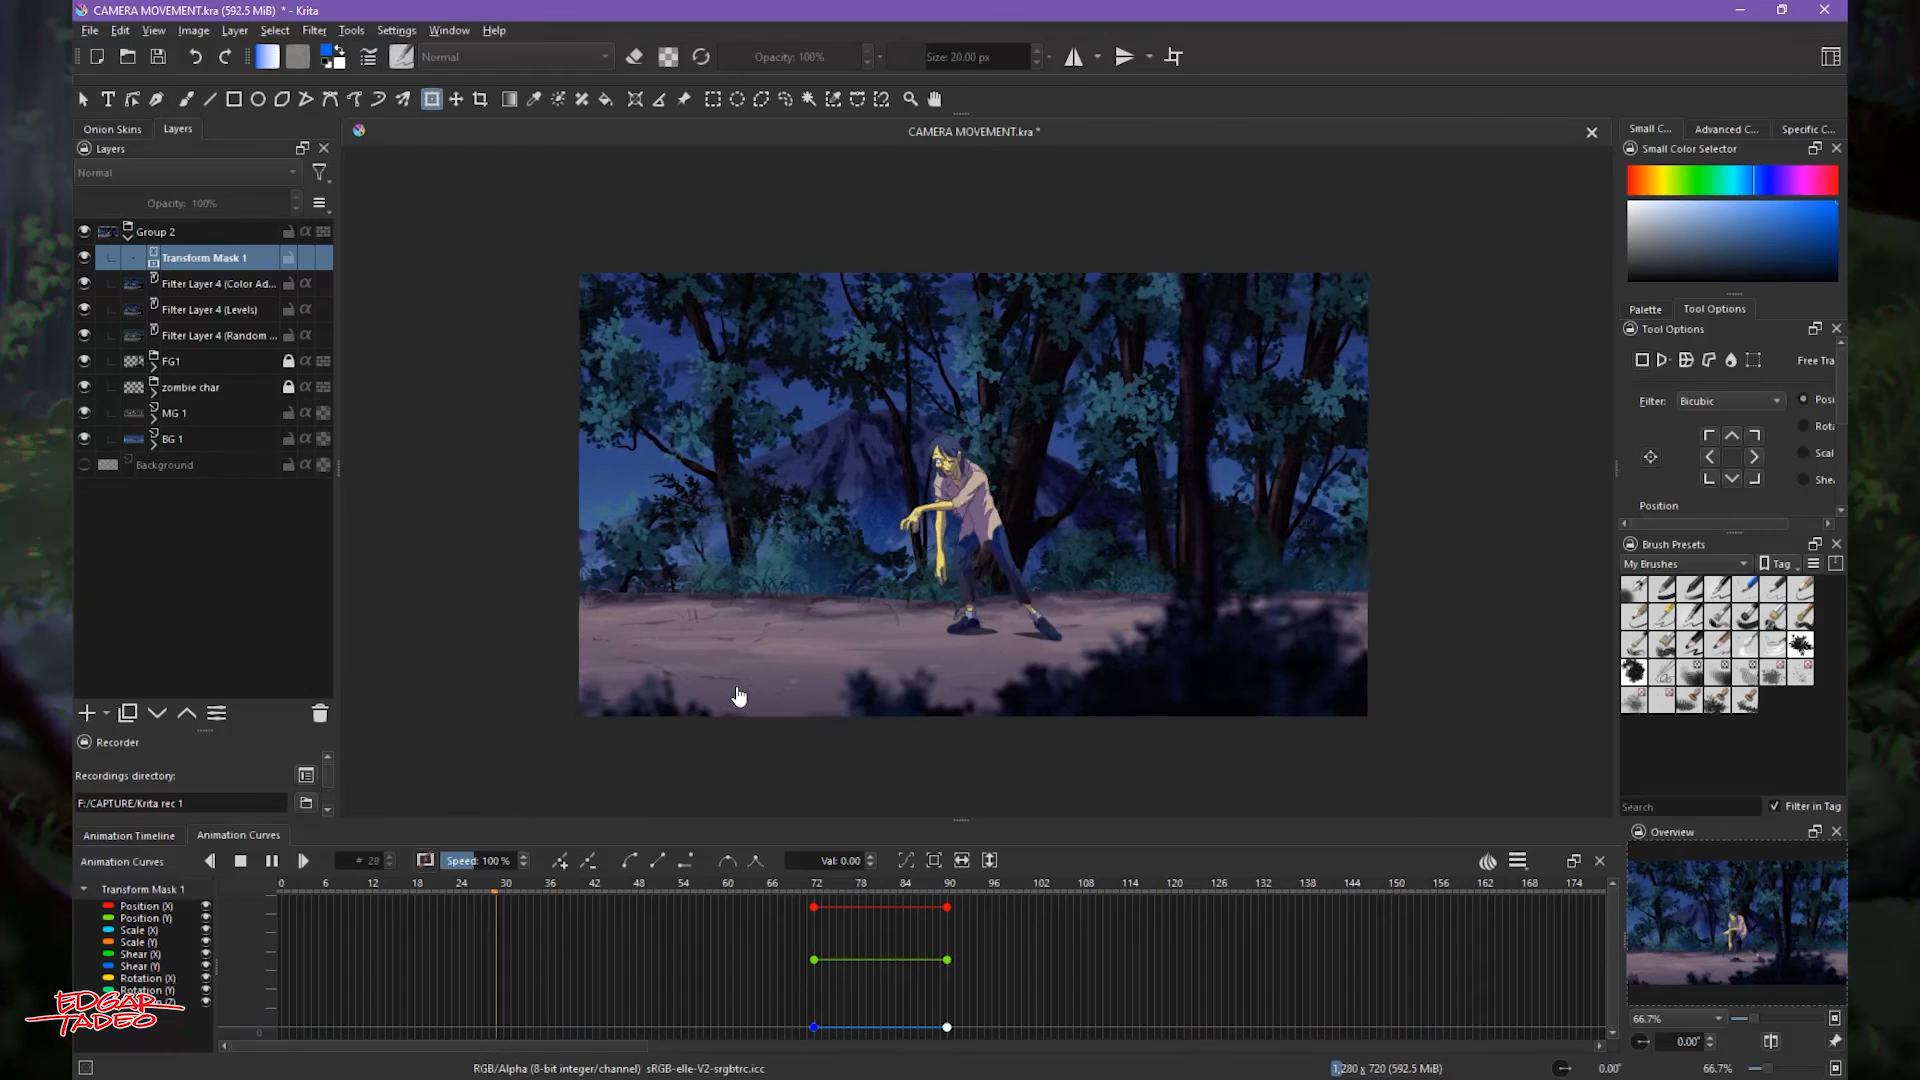 CAMERA MOVEMENT.kra (592.5 MiB) * - Krita
File Edit View Image Layer Select Filter Tools Settings Window Help
Normal Opacity: 100% Size: 20.00 px
Onion Skins Layers
CAMERA MOVEMENT.kra *
Small C... Advanced C... Specific C...
Layers
Small Color Selector
Normal
Opacity: 100%
Group 2
Transform Mask 1
Filter Layer 4 (Color Ad...
Filter Layer 4 (Levels)
Filter Layer 4 (Random ...
FG1
zombie char
MG 1
BG 1
Background
Palette Tool Options
Tool Options
Free Tra
Filter: Bicubic Posi
Rota
Scal
Shea
Position
Brush Presets
My Brushes Tag
Search Filter in Tag
Recorder
Recordings directory:
F:/CAPTURE/Krita rec 1
Animation Timeline Animation Curves
Overview
Animation Curves # 29 Speed: 100 % Val: 0.00
0 6 12 18 24 30 36 42 48 54 60 66 72 78 84 90 96 102 108 114 120 126 132 138 144 150 156 162 168 174
Transform Mask 1
Position (X)
Position (Y)
Scale (X)
Scale (Y)
Shear (X)
Shear (Y)
Rotation (X)
Rotation (Y)
0
EDGAR
TADEO
66.7%
0.00°
RGB/Alpha (8-bit integer/channel) sRGB-elle-V2-srgbtrc.icc
1,280 x 720 (592.5 MiB)
0.00°
66.7%